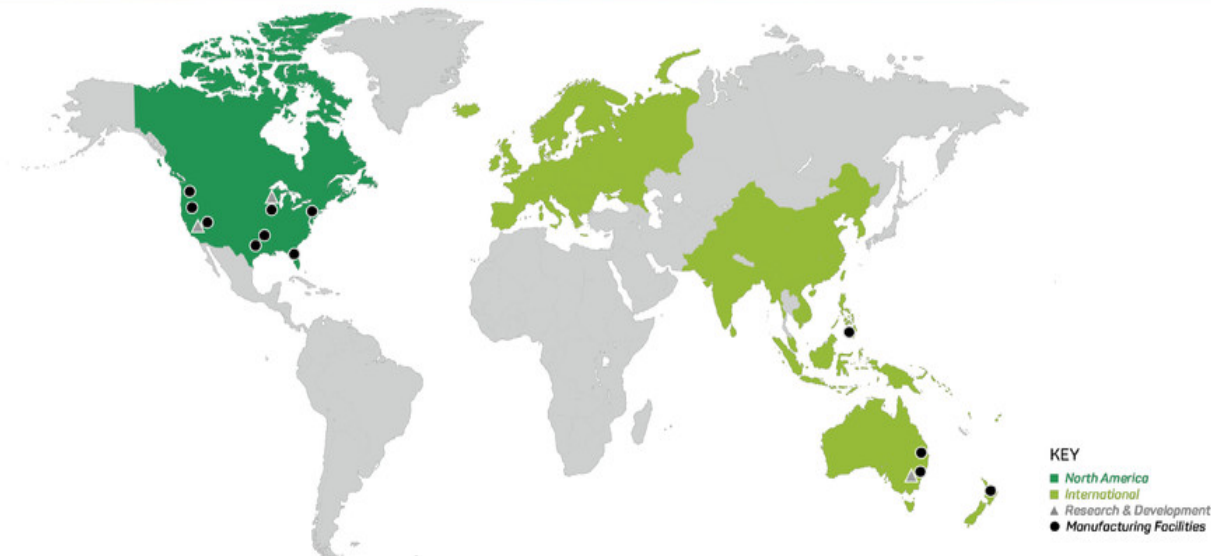 KEY
North America
International
Research & Development
Manufacturing Facilities